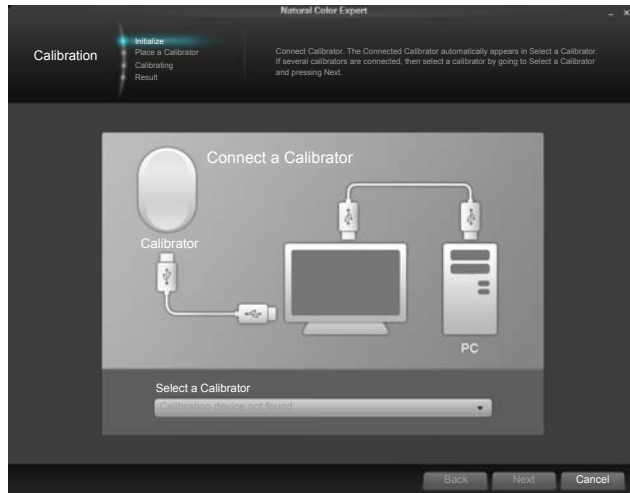 Natural Color Expert
Calibration
Initialize
Place a Calibrator
Calibrating
Result
Connect Calibrator. The Connected Calibrator automatically appears in Select a Calibrator.
If several calibrators are connected, then select a calibrator by going to Select a Calibrator
and pressing Next.
Connect a Calibrator
Calibrator
PC
Select a Calibrator
Calibration device not found
Back
Next
Cancel